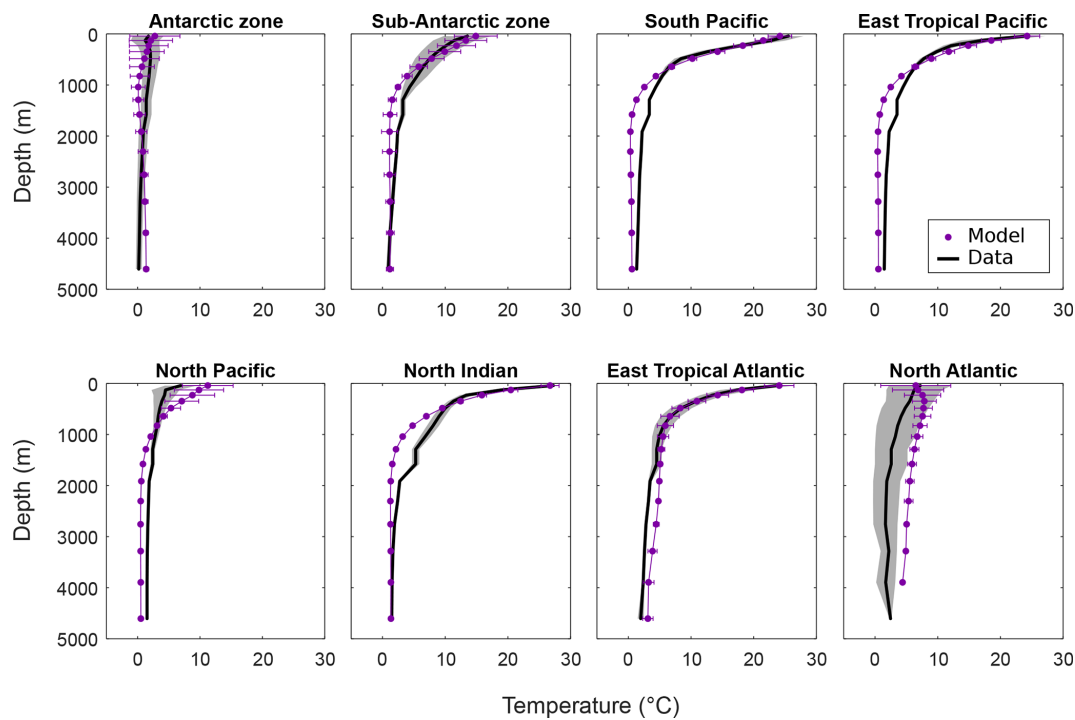 Antarctic zone
Sub-Antarctic zone
South Pacific
East Tropical Pacific
Depth (m)
0
1000
2000
3000
4000
5000
0 10 20 30
0 10 20 30
0 10 20 30
0 10 20 30
Model
Data
North Pacific
North Indian
East Tropical Atlantic
North Atlantic
Depth (m)
0
1000
2000
3000
4000
5000
0 10 20 30
0 10 20 30
0 10 20 30
0 10 20 30
Temperature (°C)